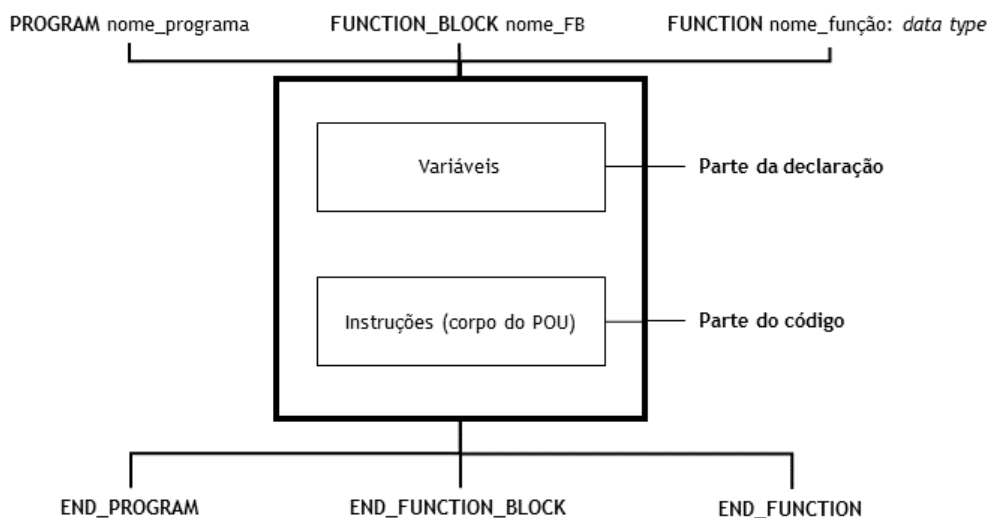 PROGRAM nome_programa
FUNCTION_BLOCK nome_FB
FUNCTION nome_função: data type
Variáveis
Parte da declaração
Instruções (corpo do POU)
Parte do código
END_PROGRAM
END_FUNCTION_BLOCK
END_FUNCTION